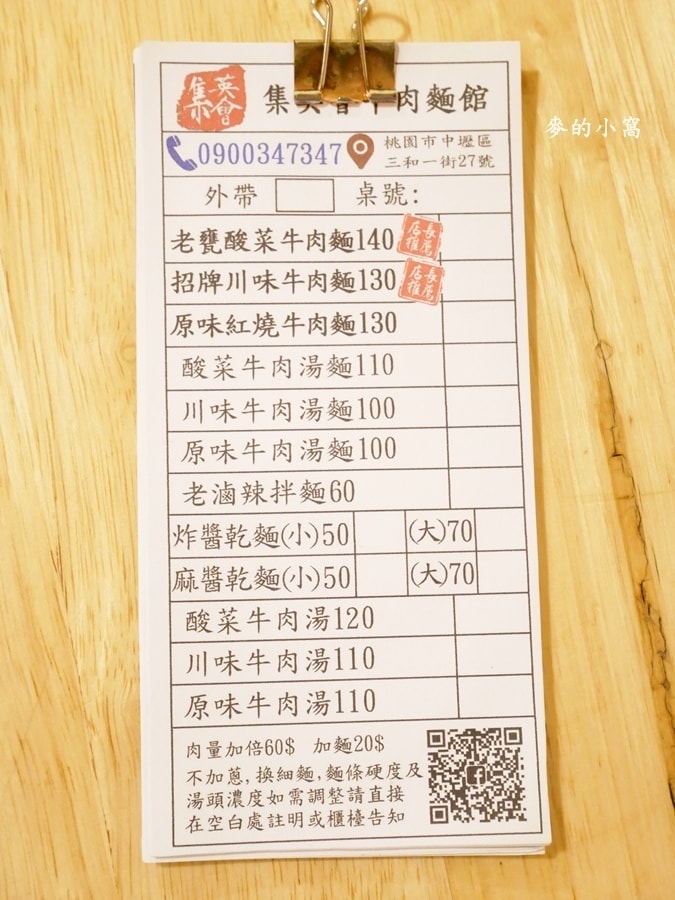 集英會
集英會牛肉麵館
麥的小窩
0900347347
桃園市中壢區
三和一街27號
外帶 桌號:
老甕酸菜牛肉麵140 店長推薦
招牌川味牛肉麵130 店長推薦
原味紅燒牛肉麵130
酸菜牛肉湯麵110
川味牛肉湯麵100
原味牛肉湯麵100
老滷辣拌麵60
炸醬乾麵(小)50 (大)70
麻醬乾麵(小)50 (大)70
酸菜牛肉湯120
川味牛肉湯110
原味牛肉湯110
肉量加倍60$ 加麵20$
不加蔥,換細麵,麵條硬度及
湯頭濃度如需調整請直接
在空白處註明或櫃檯告知